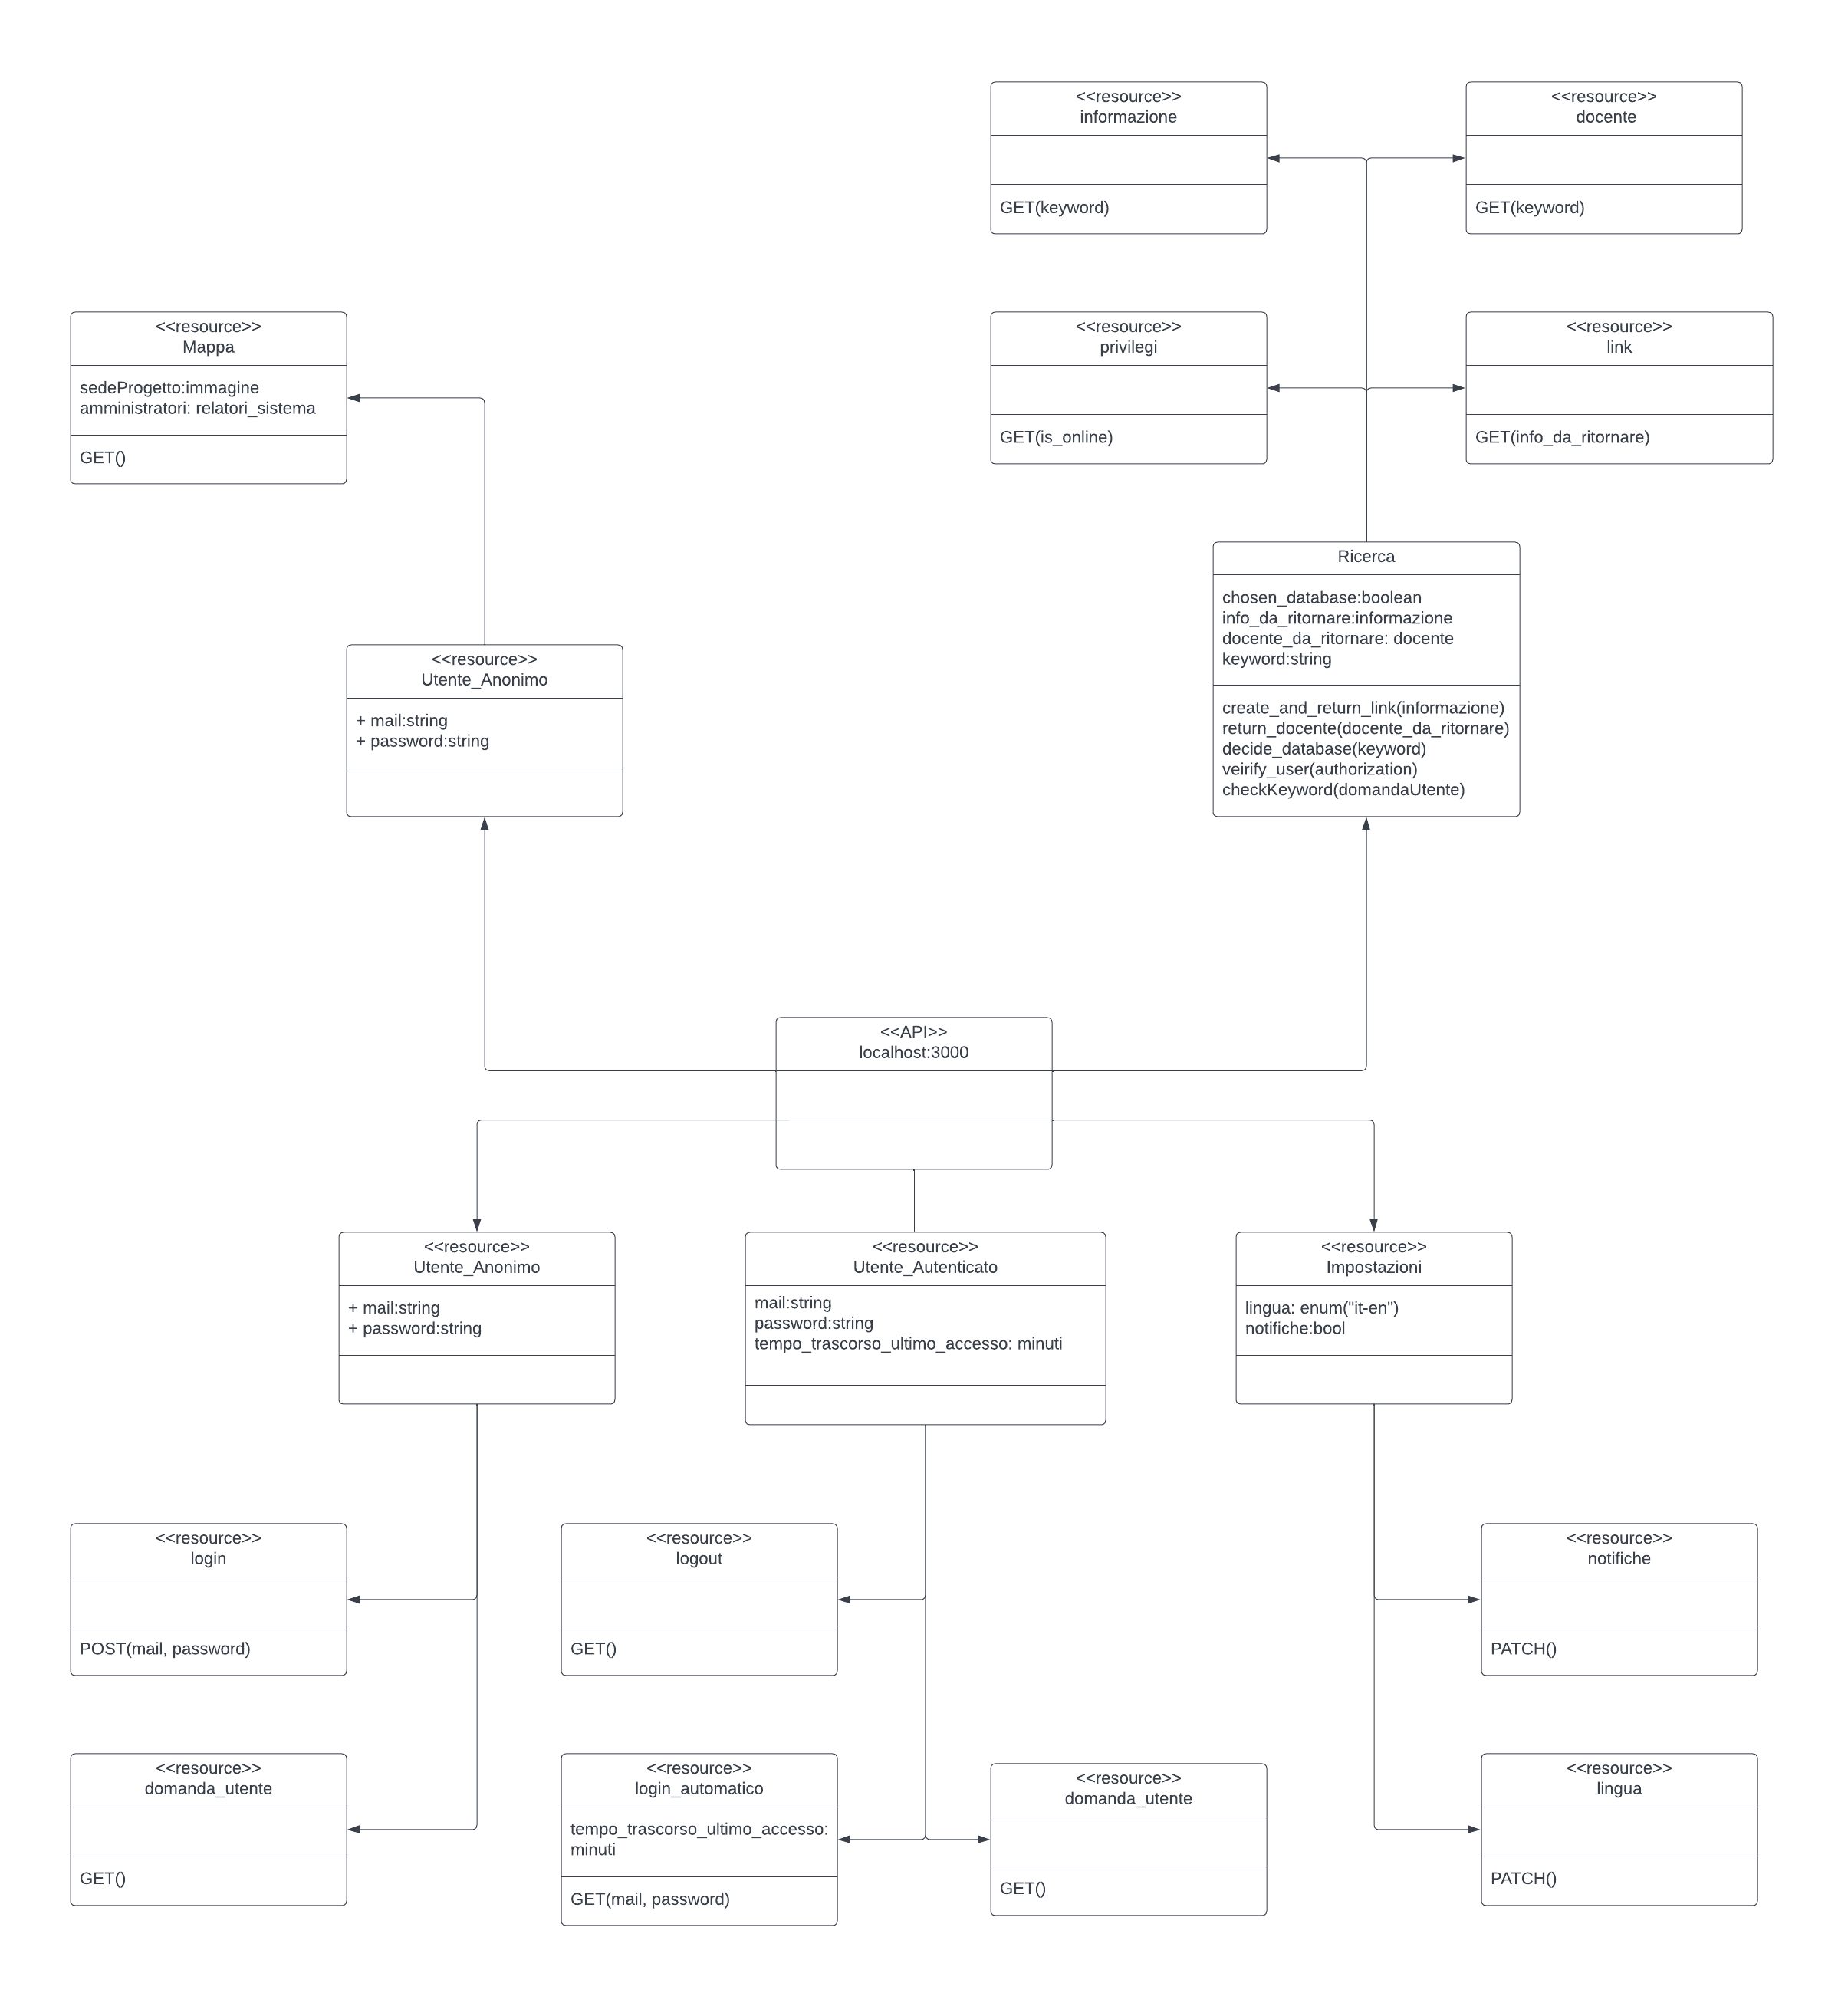 <<resource>>
informazione
GET(keyword)
<<resource>>
docente
GET(keyword)
<<resource>>
Mappa
sedeProgetto:immagine
amministratori: relatori_sistema
GET()
<<resource>>
privilegi
GET(is_online)
<<resource>>
link
GET(info_da_ritornare)
Ricerca
chosen_database:boolean
info_da_ritornare:informazione
docente_da_ritornare: docente
keyword:string
create_and_return_link(informazione)
return_docente(docente_da_ritornare)
decide_database(keyword)
veirify_user(authorization)
checkKeyword(domandaUtente)
<<resource>>
Utente_Anonimo
+ mail:string
+ password:string
<<API>>
localhost:3000
<<resource>>
Utente_Anonimo
+ mail:string
+ password:string
<<resource>>
Utente_Autenticato
mail:string
password:string
tempo_trascorso_ultimo_accesso: minuti
<<resource>>
Impostazioni
lingua: enum("it-en")
notifiche:bool
<<resource>>
login
POST(mail, password)
<<resource>>
logout
GET()
<<resource>>
notifiche
PATCH()
<<resource>>
domanda_utente
GET()
<<resource>>
login_automatico
tempo_trascorso_ultimo_accesso:
minuti
GET(mail, password)
<<resource>>
domanda_utente
GET()
<<resource>>
lingua
PATCH()